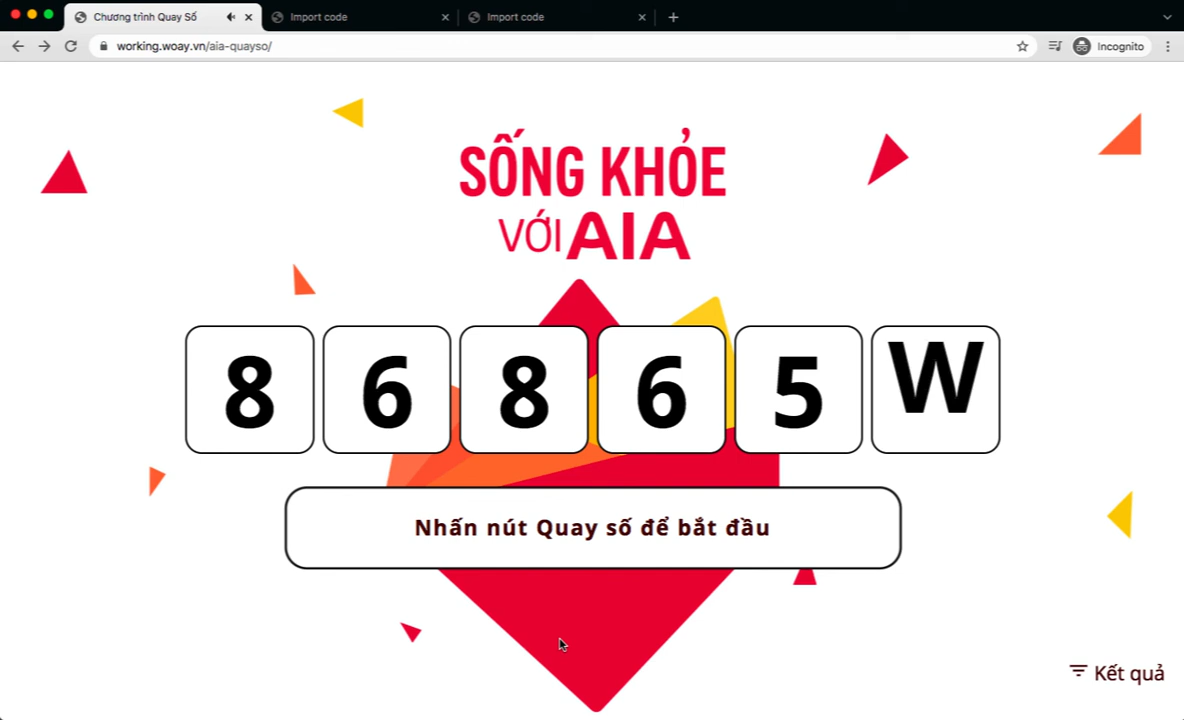 Chương trình Quay Số
Import code
Import code
working.woay.vn/aia-quayso/
Incognito
SỐNG KHỎE
VỚI AIA
8 6 8 6 5 W
Nhấn nút Quay số để bắt đầu
Kết quả